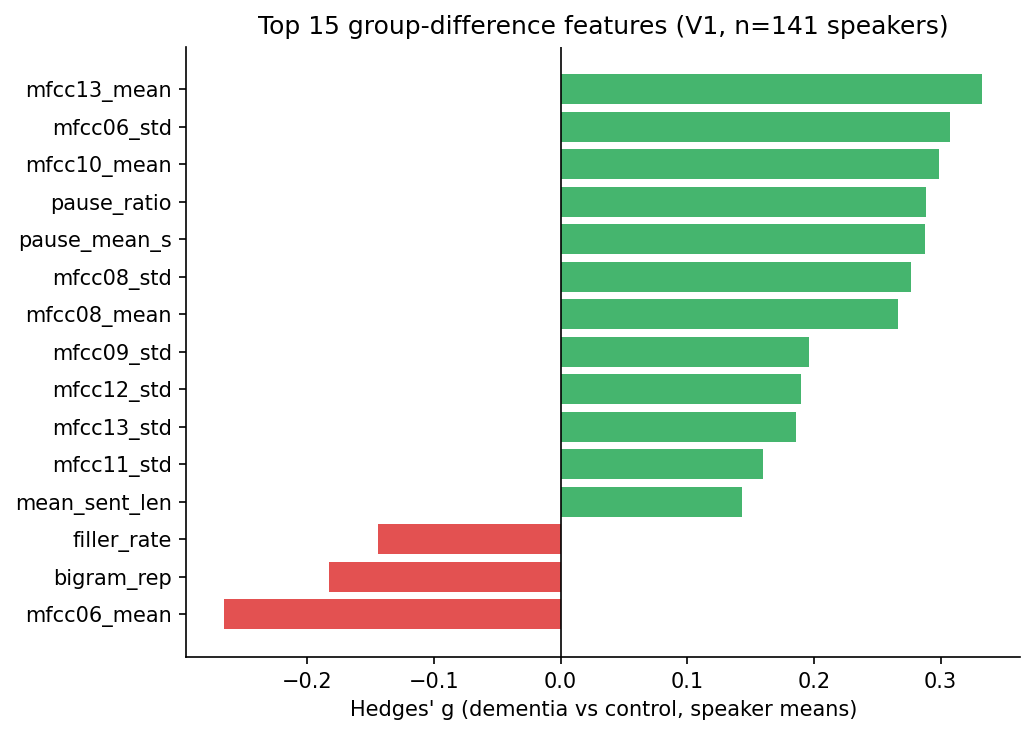 Top 15 group-difference features (V1, n=141 speakers)
mfcc13_mean
mfcc06_std
mfcc10_mean
pause_ratio
pause_mean_s
mfcc08_std
mfcc08_mean
mfcc09_std
mfcc12_std
mfcc13_std
mfcc11_std
mean_sent_len
filler_rate
bigram_rep
mfcc06_mean
−0.2 −0.1 0.0 0.1 0.2 0.3
Hedges' g (dementia vs control, speaker means)